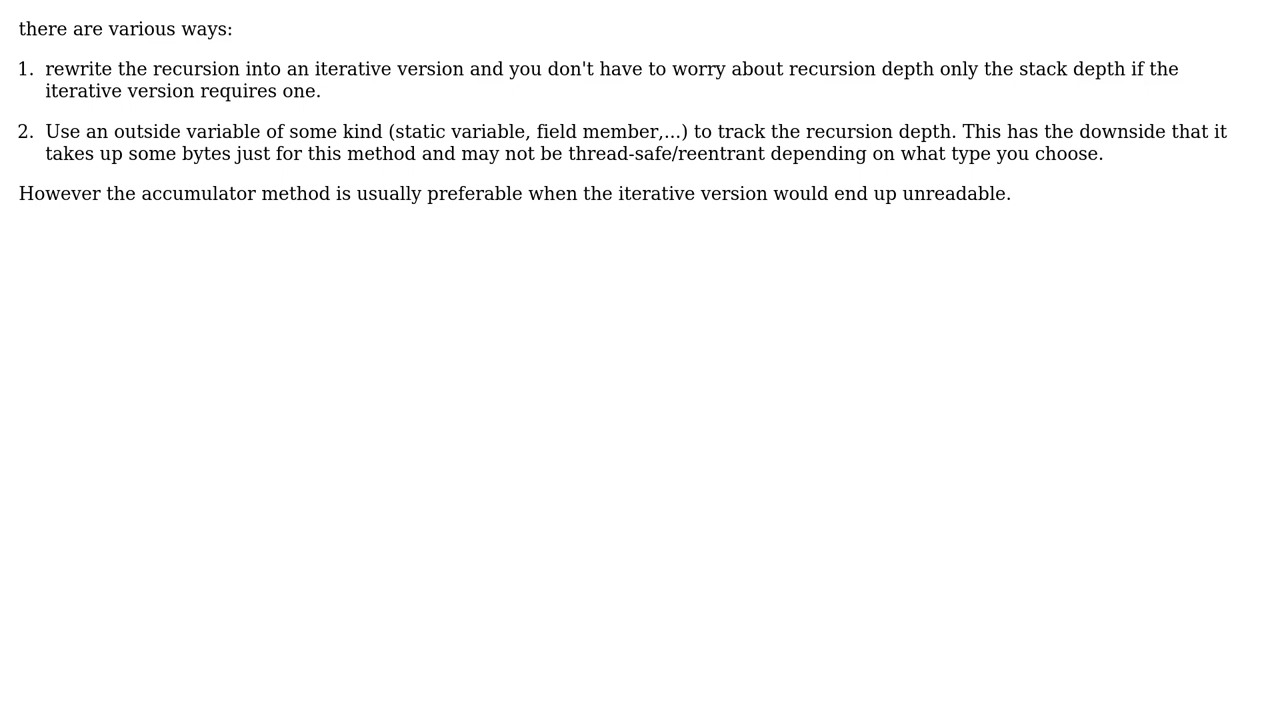 there are various ways:
1. rewrite the recursion into an iterative version and you don't have to worry about recursion depth only the stack depth if the
iterative version requires one.
2. Use an outside variable of some kind (static variable, field member,...) to track the recursion depth. This has the downside that it
takes up some bytes just for this method and may not be thread-safe/reentrant depending on what type you choose.
However the accumulator method is usually preferable when the iterative version would end up unreadable.